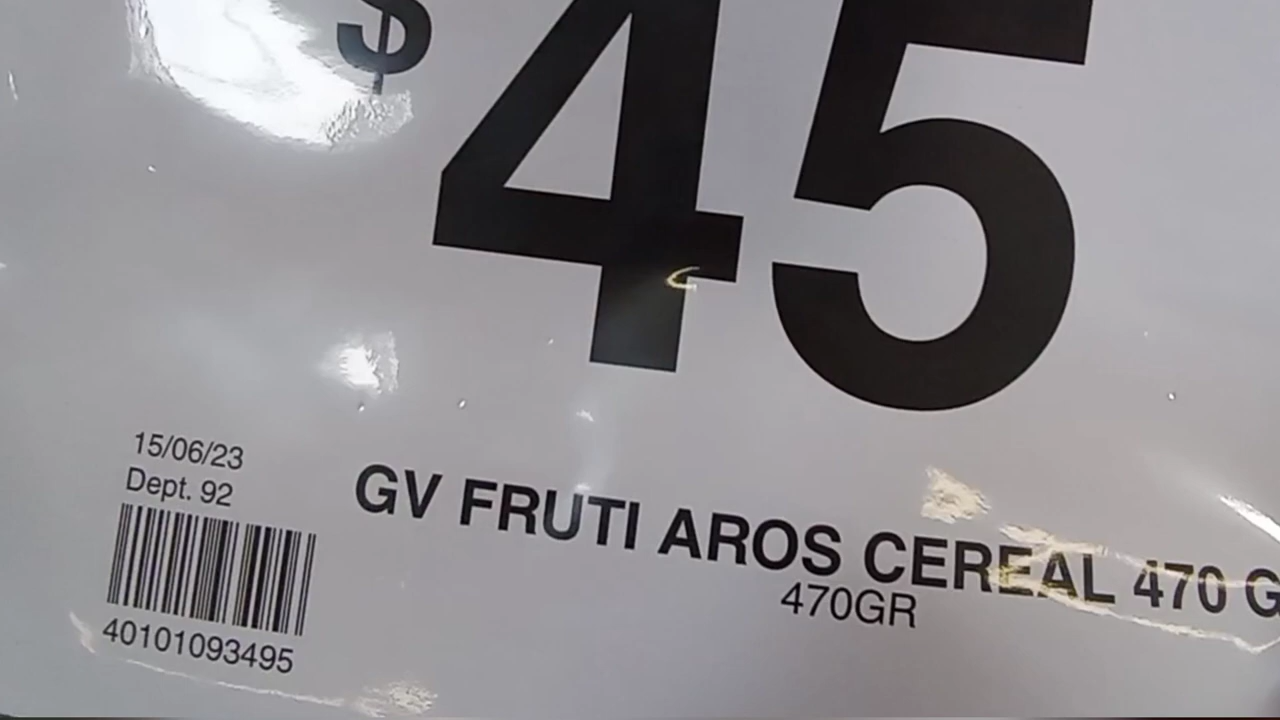 $45
15/06/23
Dept. 92
40101093495
GV FRUTI AROS CEREAL 470 G
470GR